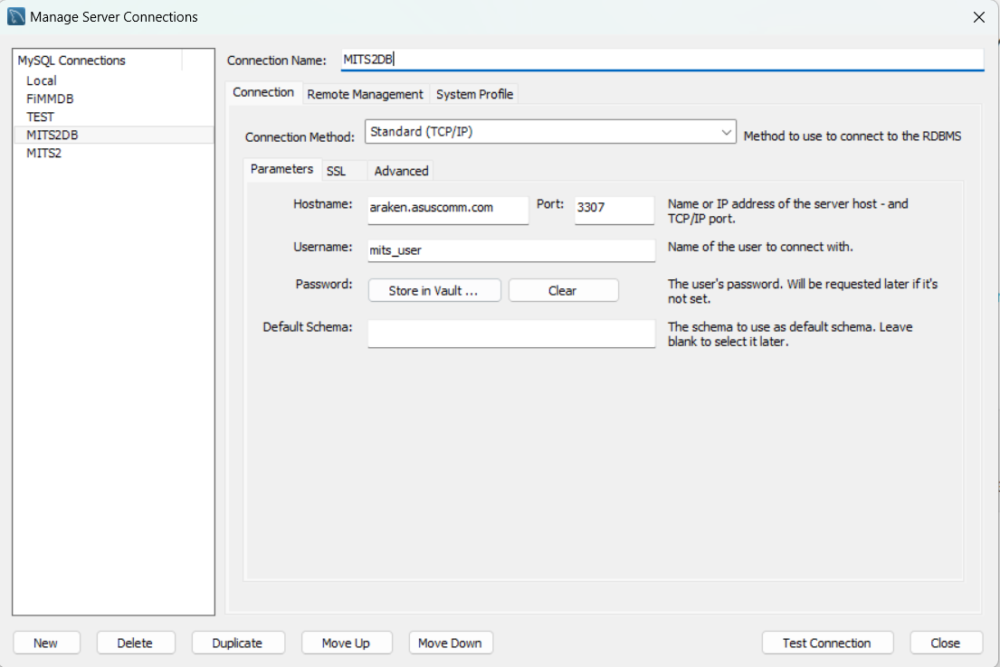 Manage Server Connections
MySQL Connections
Local
FiMMDB
TEST
MITS2DB
MITS2
Connection Name: MITS2DB
Connection Remote Management System Profile
Connection Method: Standard (TCP/IP) Method to use to connect to the RDBMS
Parameters SSL Advanced
Hostname: araken.asuscomm.com Port: 3307 Name or IP address of the server host - and
TCP/IP port.
Username: mits_user Name of the user to connect with.
Password: Store in Vault ... Clear The user's password. Will be requested later if it's
not set.
Default Schema: The schema to use as default schema. Leave
blank to select it later.
New Delete Duplicate Move Up Move Down Test Connection Close